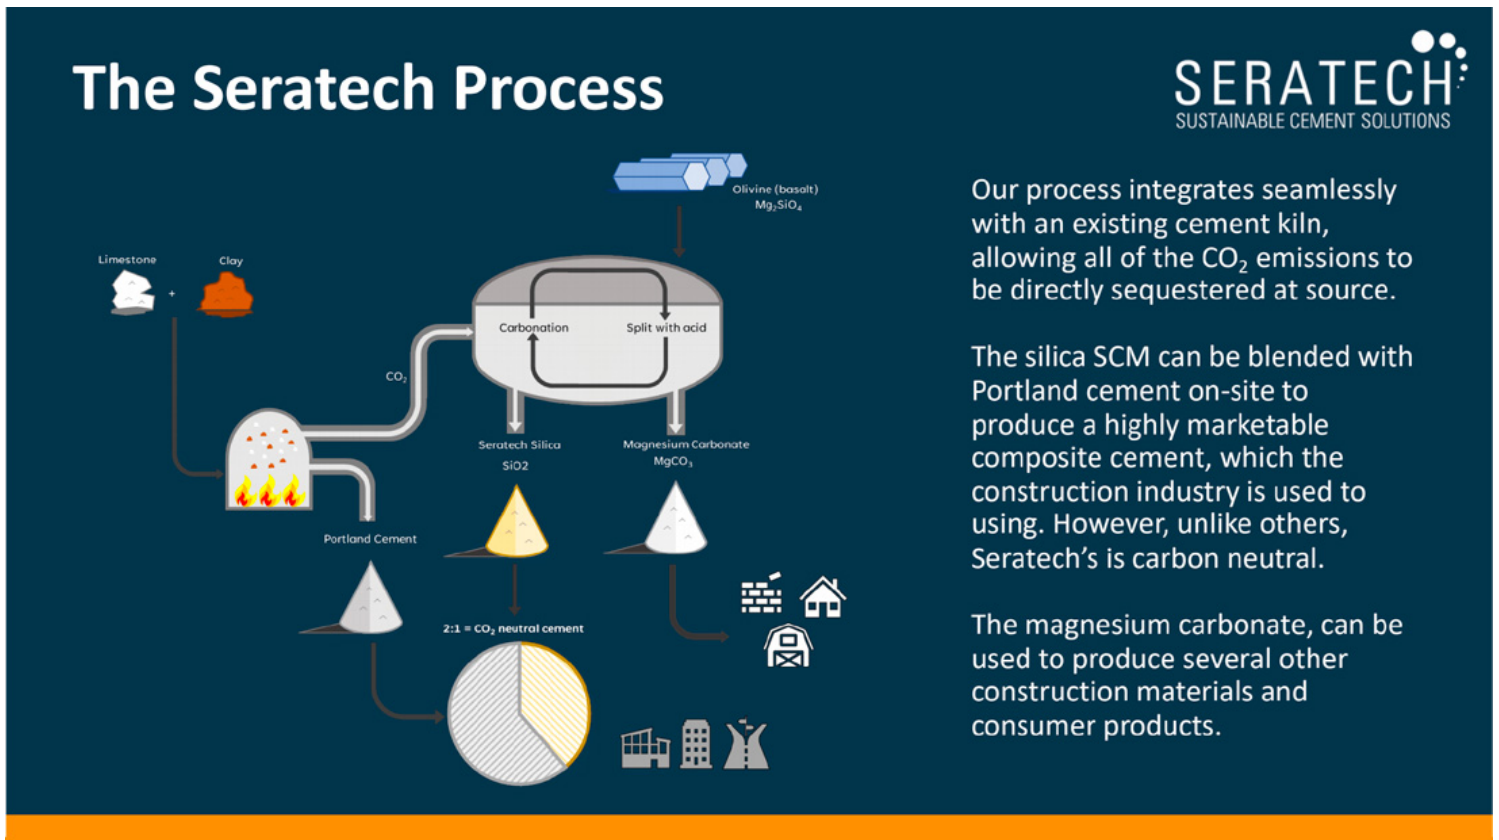 The Seratech Process
SERATECH
SUSTAINABLE CEMENT SOLUTIONS
Olivine (basalt)
Mg₂SiO₄
Limestone
+
Clay
Carbonation
Split with acid
CO₂
Seratech Silica
SiO2
Magnesium Carbonate
MgCO₃
Portland Cement
2:1 = CO₂ neutral cement
Our process integrates seamlessly
with an existing cement kiln,
allowing all of the CO₂ emissions to
be directly sequestered at source.
The silica SCM can be blended with
Portland cement on-site to
produce a highly marketable
composite cement, which the
construction industry is used to
using. However, unlike others,
Seratech’s is carbon neutral.
The magnesium carbonate, can be
used to produce several other
construction materials and
consumer products.